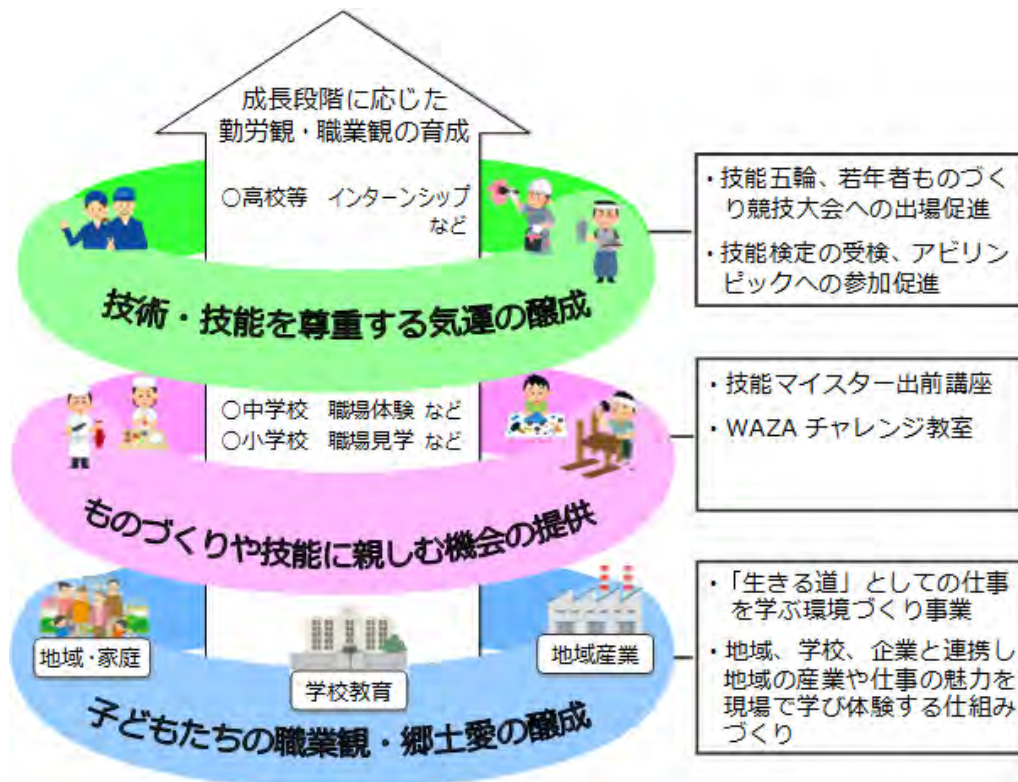 成長段階に応じた
勤労観・職業観の育成
○高校等　インターンシップ
など
技術・技能を尊重する気運の醸成
・技能五輪、若年者ものづく
り競技大会への出場促進
・技能検定の受検、アビリン
ピックへの参加促進
○中学校　職場体験 など
○小学校　職場見学 など
ものづくりや技能に親しむ機会の提供
・技能マイスター出前講座
・WAZA チャレンジ教室
地域・家庭
学校教育
地域産業
子どもたちの職業観・郷土愛の醸成
・「生きる道」としての仕事
を学ぶ環境づくり事業
・地域、学校、企業と連携し
地域の産業や仕事の魅力を
現場で学び体験する仕組み
づくり